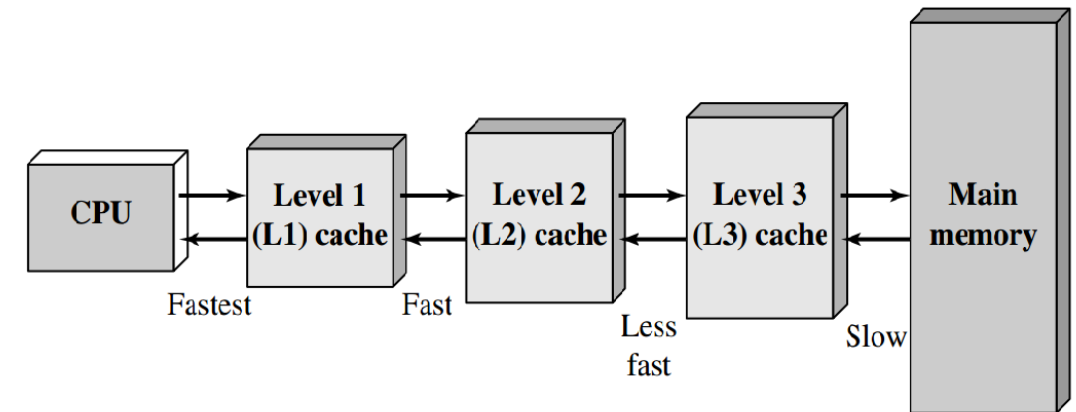 CPU
Level 1
(L1) cache
Level 2
(L2) cache
Level 3
(L3) cache
Main
memory
Fastest
Fast
Less
fast
Slow